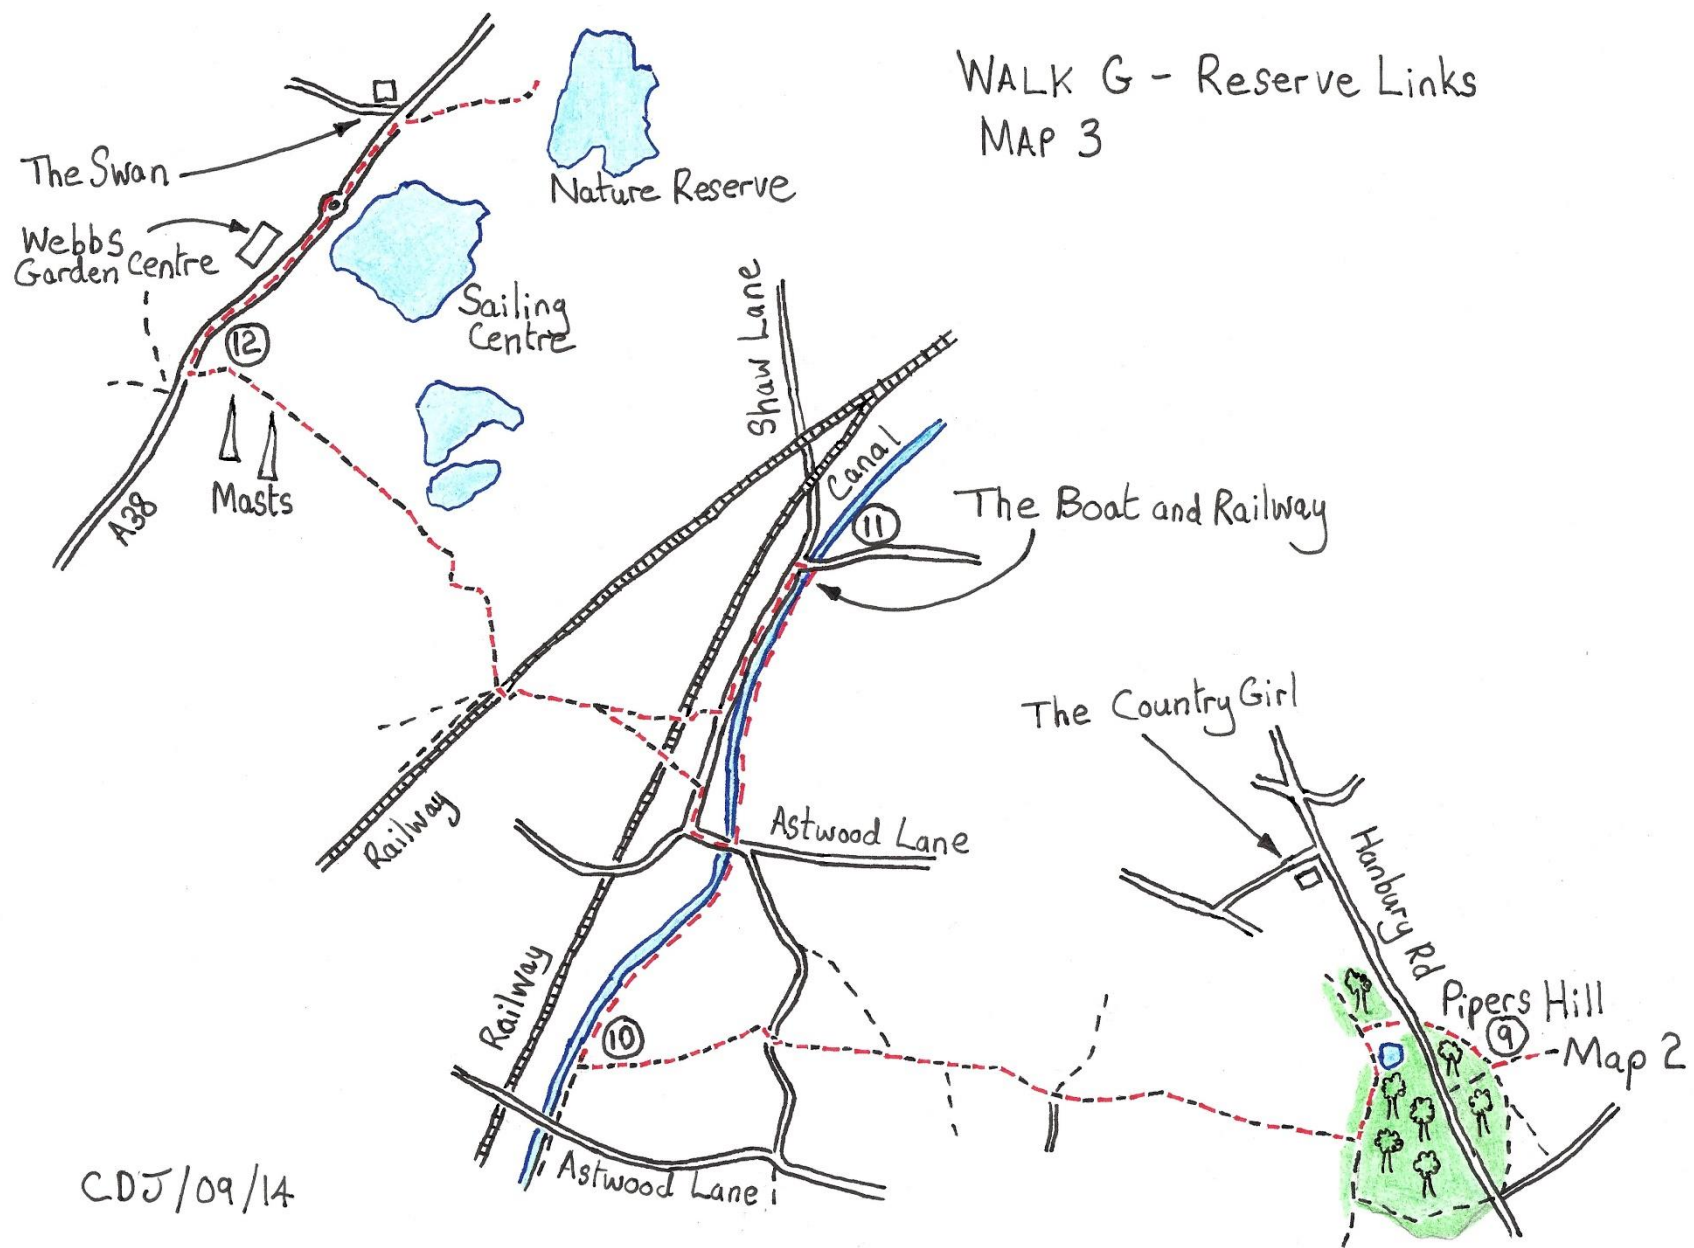 WALK G - Reserve Links
MAP 3
The Swan
Nature Reserve
Webbs
Garden Centre
Sailing
Centre
12
Masts
A38
Shaw Lane
Canal
11
The Boat and Railway
The Country Girl
Railway
Astwood Lane
Hanbury Rd
Railway
Pipers Hill
9
Map 2
10
Astwood Lane
CDJ/09/14